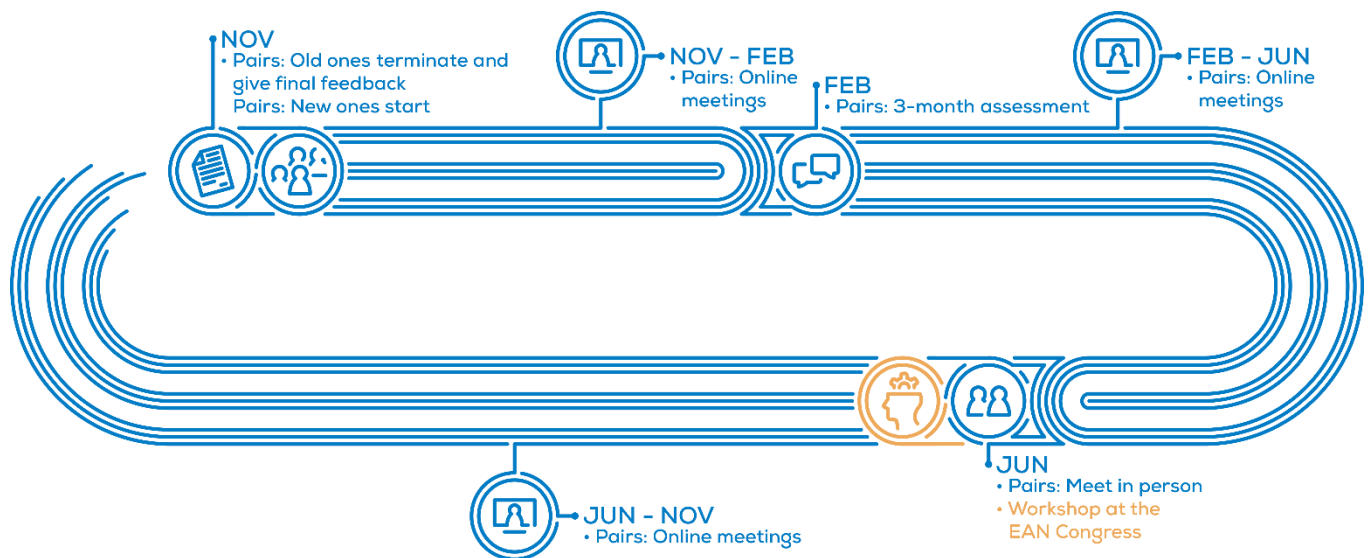 NOV
• Pairs: Old ones terminate and
give final feedback
Pairs: New ones start
NOV - FEB
• Pairs: Online
meetings
FEB
• Pairs: 3-month assessment
FEB - JUN
• Pairs: Online
meetings
JUN
• Pairs: Meet in person
• Workshop at the
EAN Congress
JUN - NOV
• Pairs: Online meetings